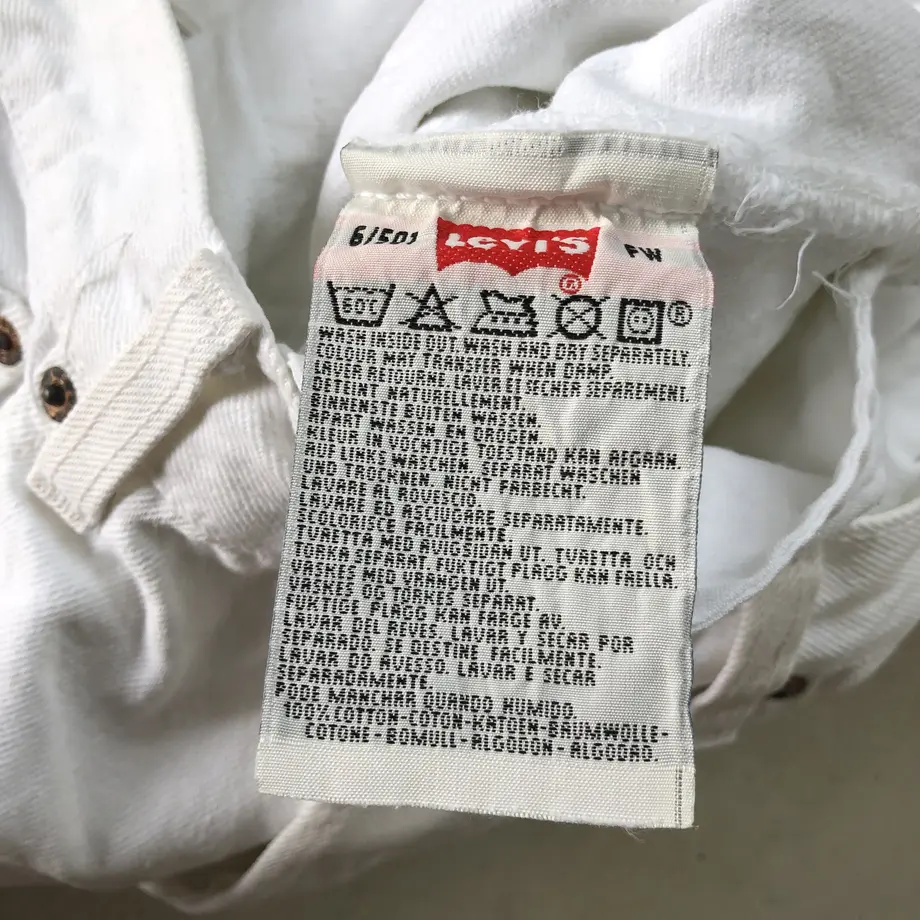 6/501 LEVI'S ® FW
60°C ®
WASH INSIDE OUT, WASH AND DRY SEPARATELY.
COLOUR MAY TRANSFER WHEN DAMP.
LAVER RETOURNE, LAVER ET SECHER SEPAREMENT.
DETEINT NATURELLEMENT.
BINNENSTE BUITEN WASSEN.
APART WASSEN EN DROGEN.
KLEUR IN VOCHTIGE TOESTAND KAN AFGEVEN.
AUF LINKS WASCHEN. SEPARAT WASCHEN
UND TROCKNEN. NICHT FARBECHT.
LAVARE AL ROVESCIO.
LAVARE ED ASCIUGARE SEPARATAMENTE.
SCOLORISCE FACILMENTE.
TVAETTA MED AVIGSIDAN UT. TVAETTA OCH
TORKA SEPARAT. FUKTIGT PLAGG KAN FAELLA.
VASKES MED VRANGEN UT.
VASKES OG TORKES SEPARAT.
FUKTIGE PLAGG KAN FARGE AV.
LAVAR DEL REVES. LAVAR Y SECAR POR
SEPARADO. SE DESTINE FACILMENTE.
LAVAR DO AVESSO. LAVAR E SECAR
SEPARADAMENTE.
PODE MANCHAR QUANDO HUMIDO.
100% COTTON-COTON-KATOEN-BAUMWOLLE-
COTONE-BOMULL-ALGODON-ALGODAO.